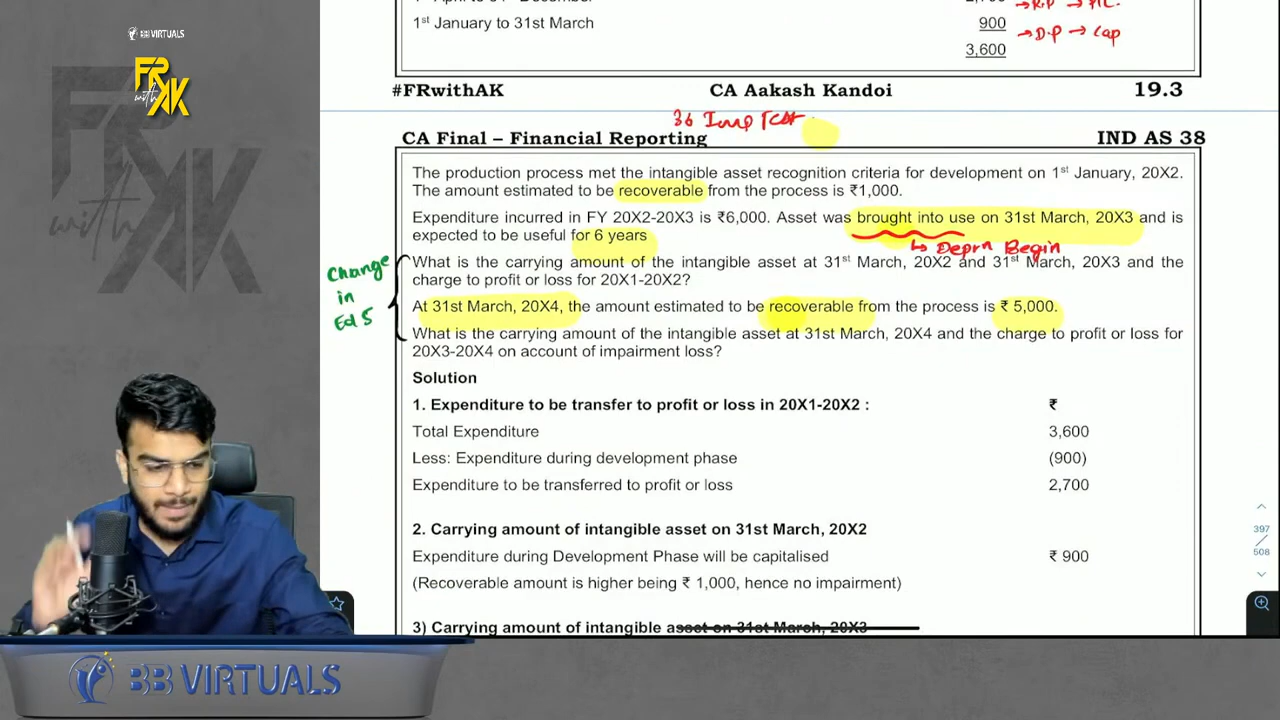 BB VIRTUALS
FR
with
AK
1st January to 31st March 900
→ R.P → P/L.
→ D.P → Cap
3,600
#FRwithAK CA Aakash Kandoi 19.3
36 Imp Test
CA Final – Financial Reporting IND AS 38
The production process met the intangible asset recognition criteria for development on 1st January, 20X2.
The amount estimated to be recoverable from the process is ₹1,000.
Expenditure incurred in FY 20X2-20X3 is ₹6,000. Asset was brought into use on 31st March, 20X3 and is
expected to be useful for 6 years
↳ Deprn Begin
What is the carrying amount of the intangible asset at 31st March, 20X2 and 31st March, 20X3 and the
charge to profit or loss for 20X1-20X2?
Change
in
Ed 5
At 31st March, 20X4, the amount estimated to be recoverable from the process is ₹ 5,000.
What is the carrying amount of the intangible asset at 31st March, 20X4 and the charge to profit or loss for
20X3-20X4 on account of impairment loss?
Solution
1. Expenditure to be transfer to profit or loss in 20X1-20X2 : ₹
Total Expenditure 3,600
Less: Expenditure during development phase (900)
Expenditure to be transferred to profit or loss 2,700
2. Carrying amount of intangible asset on 31st March, 20X2
Expenditure during Development Phase will be capitalised ₹ 900
(Recoverable amount is higher being ₹ 1,000, hence no impairment)
3) Carrying amount of intangible asset on 31st March, 20X3
397
/
508
BB VIRTUALS